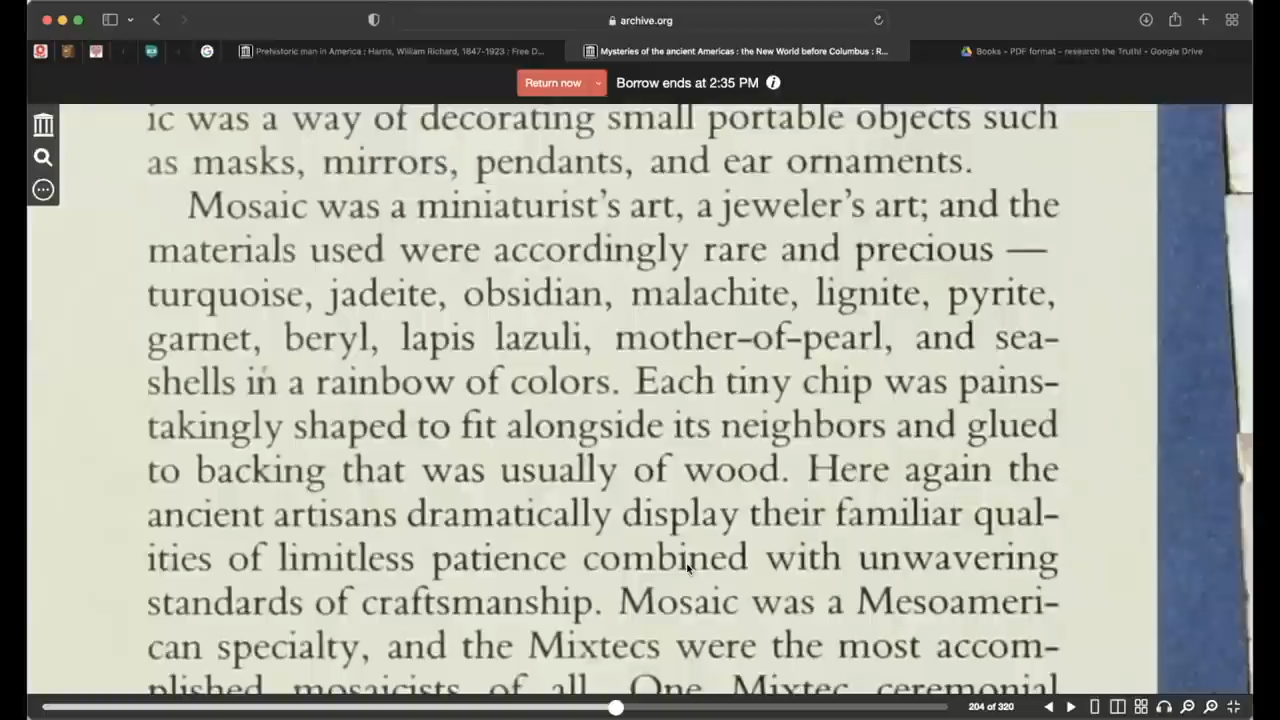 archive.org
Prehistoric man in America : Harris, William Richard, 1847-1923 : Free D...
Mysteries of the ancient Americas : the New World before Columbus : R...
Books - PDF format - research the Truth! - Google Drive
Return now
Borrow ends at 2:35 PM
ic was a way of decorating small portable objects such
as masks, mirrors, pendants, and ear ornaments.
Mosaic was a miniaturist's art, a jeweler's art; and the
materials used were accordingly rare and precious —
turquoise, jadeite, obsidian, malachite, lignite, pyrite,
garnet, beryl, lapis lazuli, mother-of-pearl, and sea-
shells in a rainbow of colors. Each tiny chip was pains-
takingly shaped to fit alongside its neighbors and glued
to backing that was usually of wood. Here again the
ancient artisans dramatically display their familiar qual-
ities of limitless patience combined with unwavering
standards of craftsmanship. Mosaic was a Mesoameri-
can specialty, and the Mixtecs were the most accom-
plished mosaicists of all. One Mixtec ceremonial
204 of 320